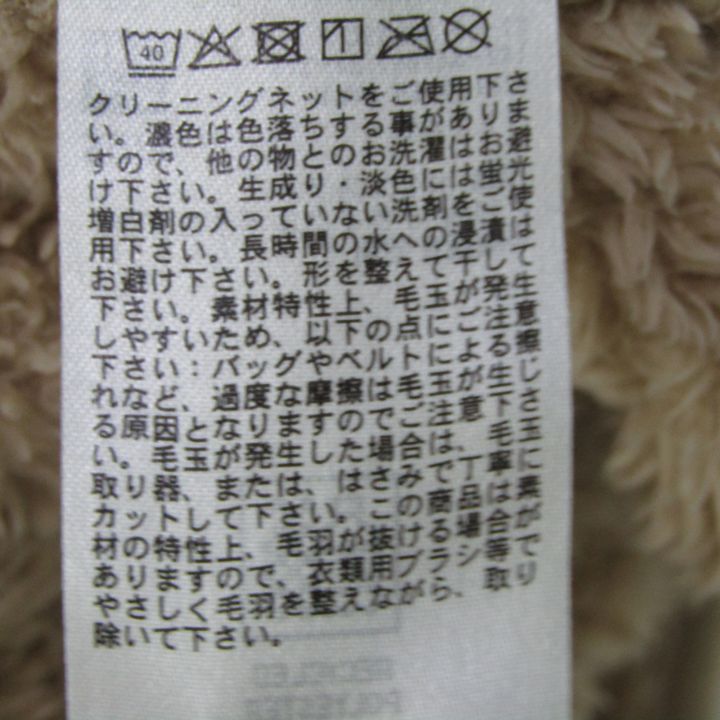 40
クリーニングネットをご使用下さ
い。濃色は色落ちする事がありま
すので、他の物とのお洗濯はお避
け下さい。生成り・淡色には蛍光
増白剤の入っていない洗剤をご使
用下さい。長時間の水への浸漬は
お避け下さい。形を整えて干して
下さい。素材特性上、毛玉が発生
しやすいため、以下の点にご注意
下さい：バッグやベルトによる擦
れなど、過度な摩擦は毛玉が生じ
る原因となりますのでご注意下さ
い。毛玉が発生した場合は、毛玉
取り器、または、はさみで丁寧に
カットして下さい。この商品は素
材の特性上、毛羽が抜ける場合が
ありますので、衣類用ブラシ等で
やさしく毛羽を整えながら、取り
除いて下さい。
RECYCLED
POLYESTER